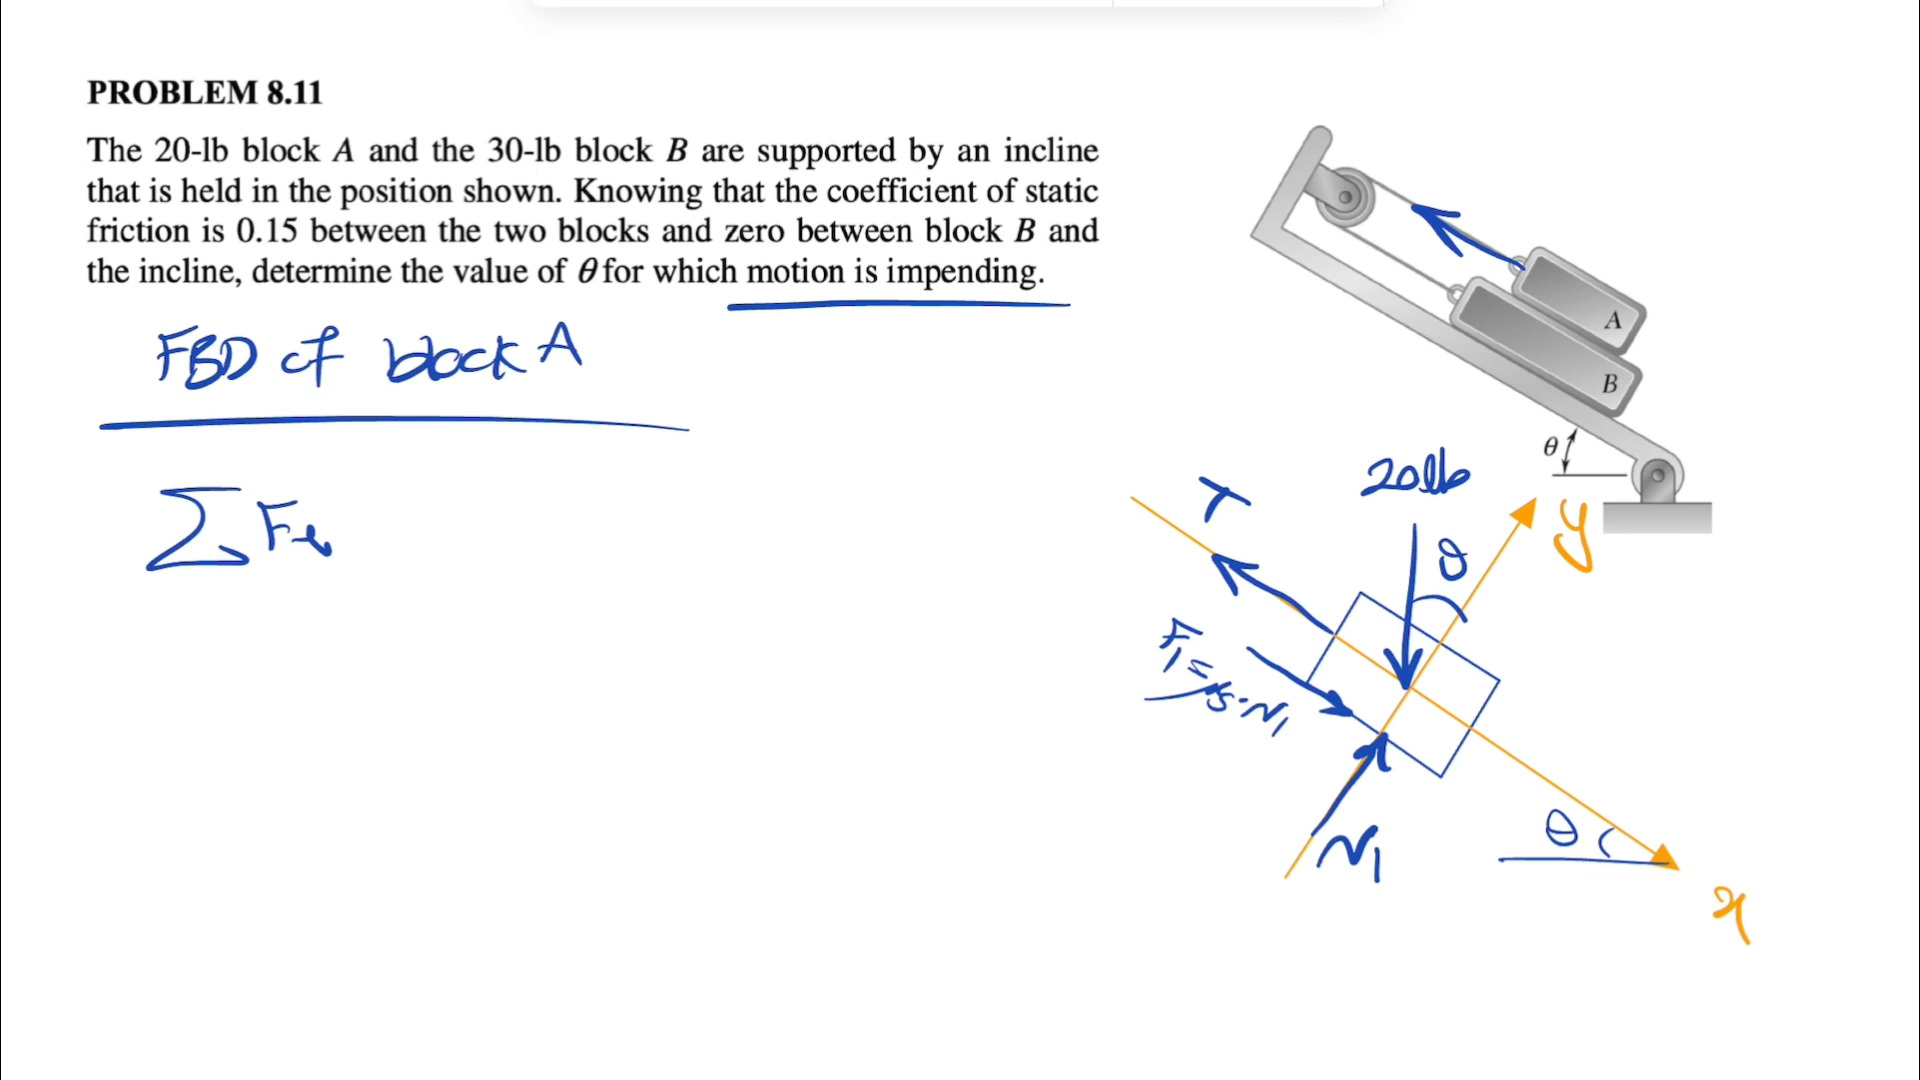 PROBLEM 8.11
The 20-lb block A and the 30-lb block B are supported by an incline
that is held in the position shown. Knowing that the coefficient of static
friction is 0.15 between the two blocks and zero between block B and
the incline, determine the value of θ for which motion is impending.
A
B
θ
FBD of block A
Σ Fx
T
20lb
θ
y
F1 = μs·N1
N1
θ
x